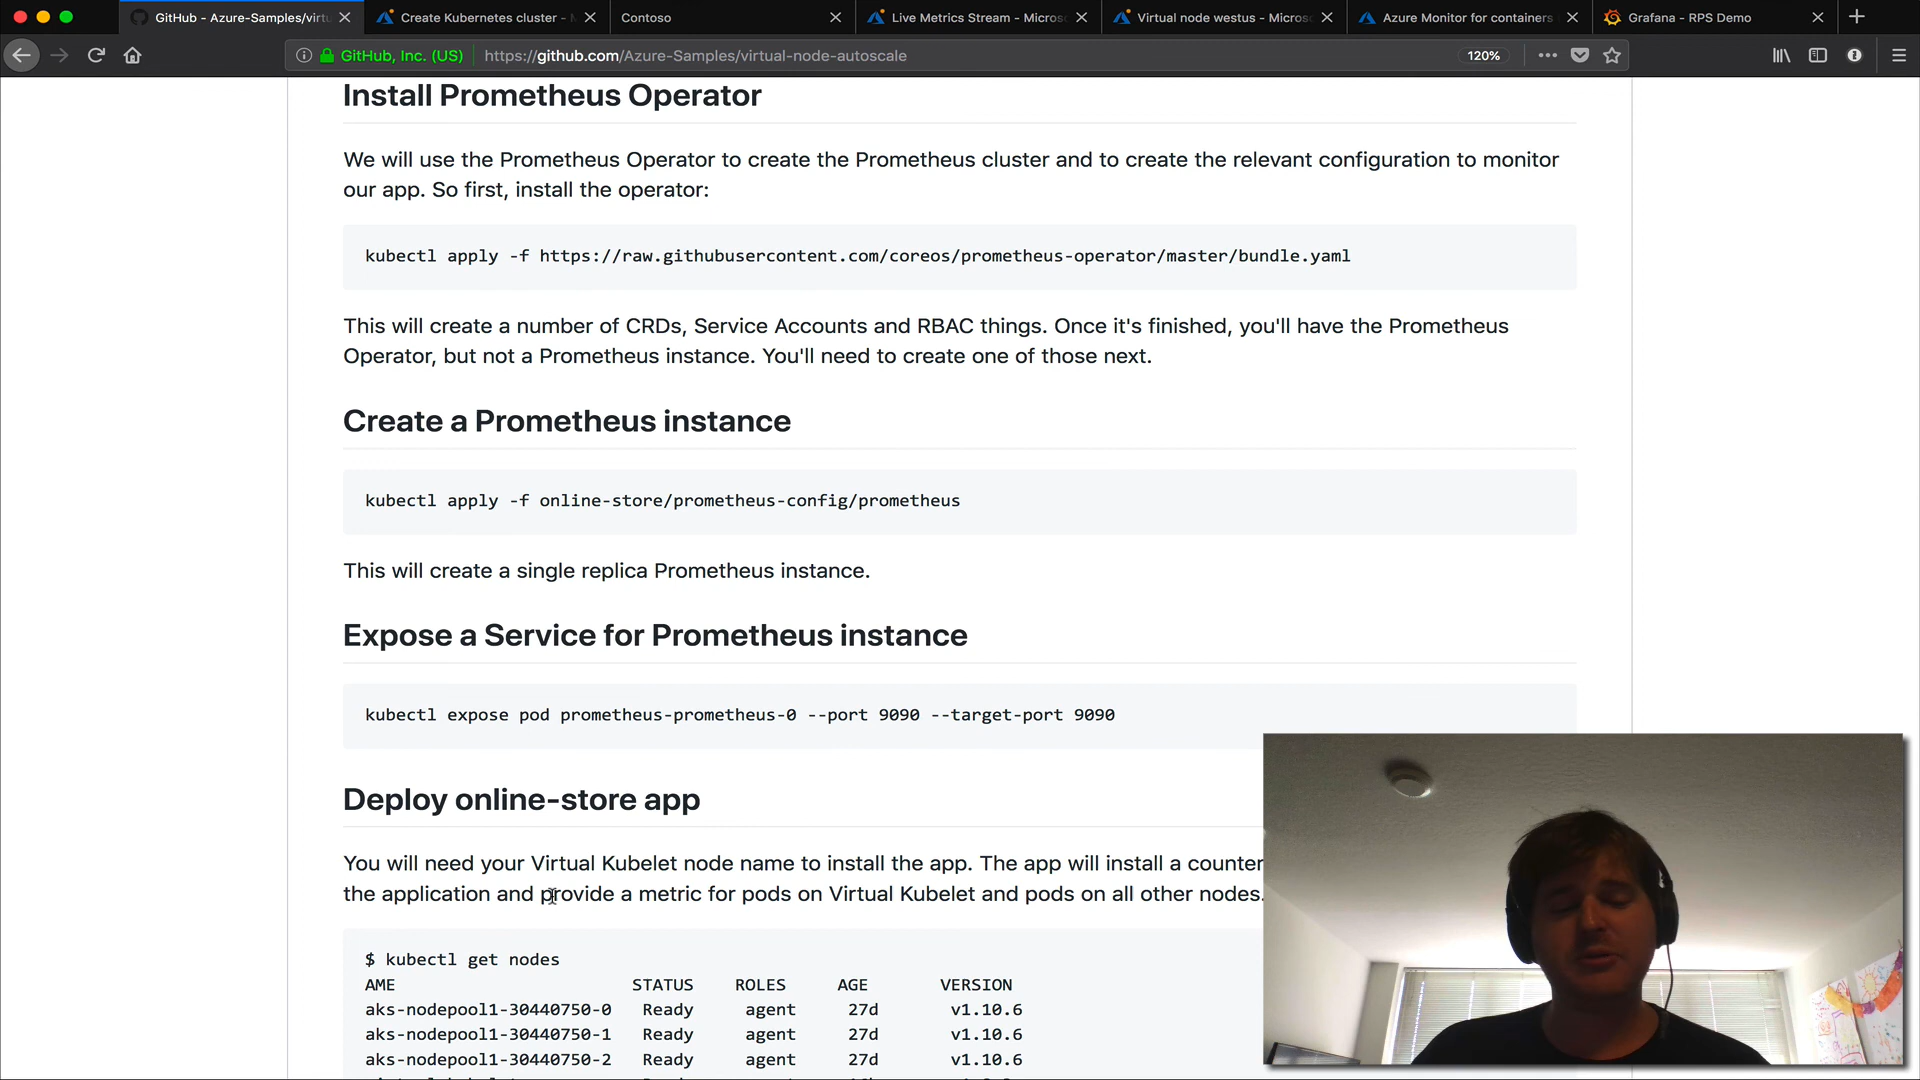 GitHub - Azure-Samples/virtu
Create Kubernetes cluster - M
Contoso
Live Metrics Stream - Microso
Virtual node westus - Microso
Azure Monitor for containers
Grafana - RPS Demo
GitHub, Inc. (US)
https://github.com/Azure-Samples/virtual-node-autoscale
120%
Install Prometheus Operator
We will use the Prometheus Operator to create the Prometheus cluster and to create the relevant configuration to monitor
our app. So first, install the operator:
kubectl apply -f https://raw.githubusercontent.com/coreos/prometheus-operator/master/bundle.yaml
This will create a number of CRDs, Service Accounts and RBAC things. Once it's finished, you'll have the Prometheus
Operator, but not a Prometheus instance. You'll need to create one of those next.
Create a Prometheus instance
kubectl apply -f online-store/prometheus-config/prometheus
This will create a single replica Prometheus instance.
Expose a Service for Prometheus instance
kubectl expose pod prometheus-prometheus-0 --port 9090 --target-port 9090
Deploy online-store app
You will need your Virtual Kubelet node name to install the app. The app will install a counter
the application and provide a metric for pods on Virtual Kubelet and pods on all other nodes.
$ kubectl get nodes
AME STATUS ROLES AGE VERSION
aks-nodepool1-30440750-0 Ready agent 27d v1.10.6
aks-nodepool1-30440750-1 Ready agent 27d v1.10.6
aks-nodepool1-30440750-2 Ready agent 27d v1.10.6